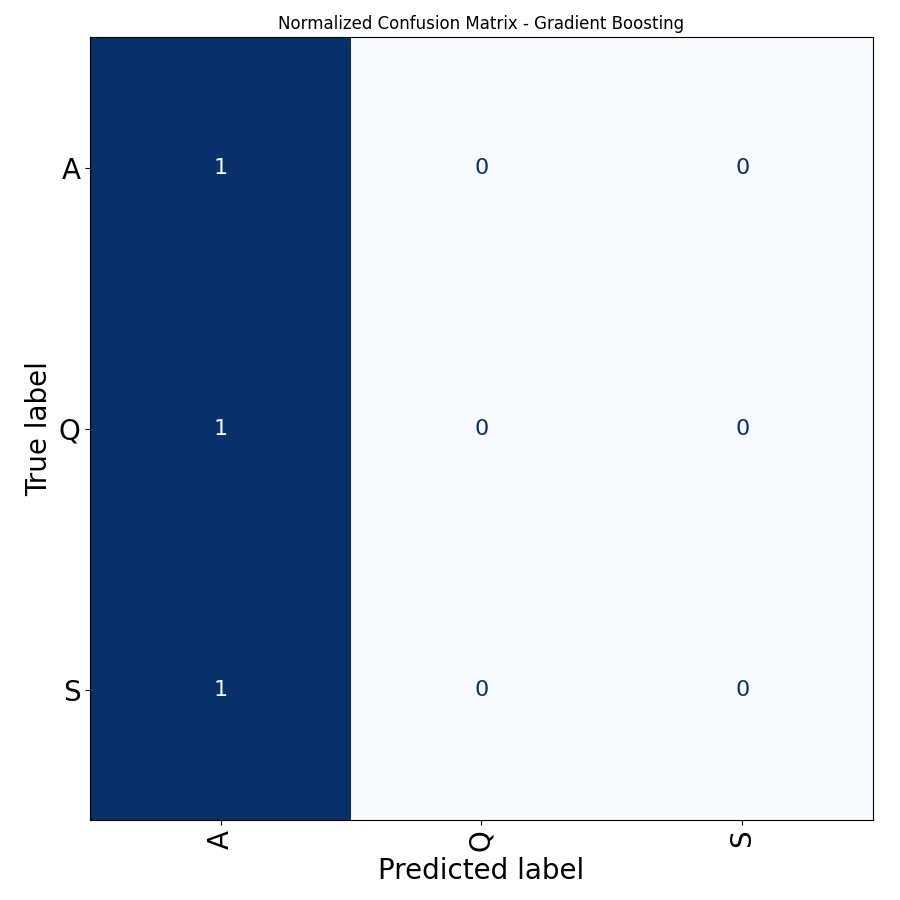 Normalized Confusion Matrix - Gradient Boosting
A 1 0 0
Q 1 0 0
S 1 0 0
True label
A Q S
Predicted label